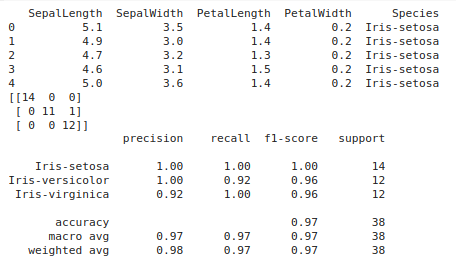 SepalLength SepalWidth PetalLength PetalWidth Species
0 5.1 3.5 1.4 0.2 Iris-setosa
1 4.9 3.0 1.4 0.2 Iris-setosa
2 4.7 3.2 1.3 0.2 Iris-setosa
3 4.6 3.1 1.5 0.2 Iris-setosa
4 5.0 3.6 1.4 0.2 Iris-setosa
[[14 0 0]
[ 0 11 1]
[ 0 0 12]]
precision recall f1-score support
Iris-setosa 1.00 1.00 1.00 14
Iris-versicolor 1.00 0.92 0.96 12
Iris-virginica 0.92 1.00 0.96 12
accuracy 0.97 38
macro avg 0.97 0.97 0.97 38
weighted avg 0.98 0.97 0.97 38